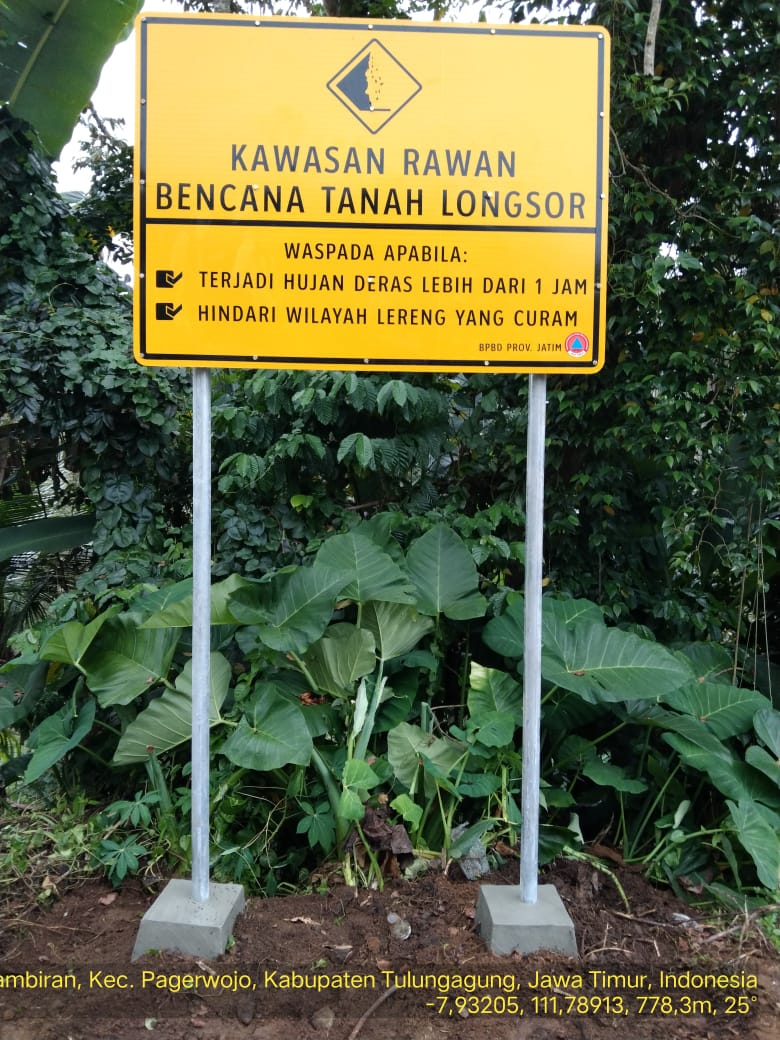 KAWASAN RAWAN
BENCANA TANAH LONGSOR
WASPADA APABILA:
TERJADI HUJAN DERAS LEBIH DARI 1 JAM
HINDARI WILAYAH LERENG YANG CURAM
BPBD PROV. JATIM
ambiran, Kec. Pagerwojo, Kabupaten Tulungagung, Jawa Timur, Indonesia
-7,93205, 111,78913, 778,3m, 25°